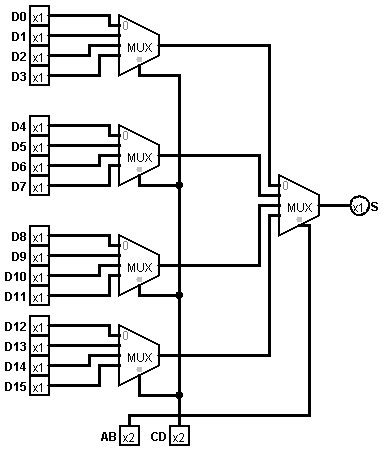 D0 x1
0
D1 x1
D2 x1
MUX
D3 x1
D4 x1
0
D5 x1
D6 x1
MUX
D7 x1
0
MUX
x1 S
D8 x1
0
D9 x1
D10 x1
MUX
D11 x1
D12 x1
0
D13 x1
D14 x1
MUX
D15 x1
AB x2
CD x2